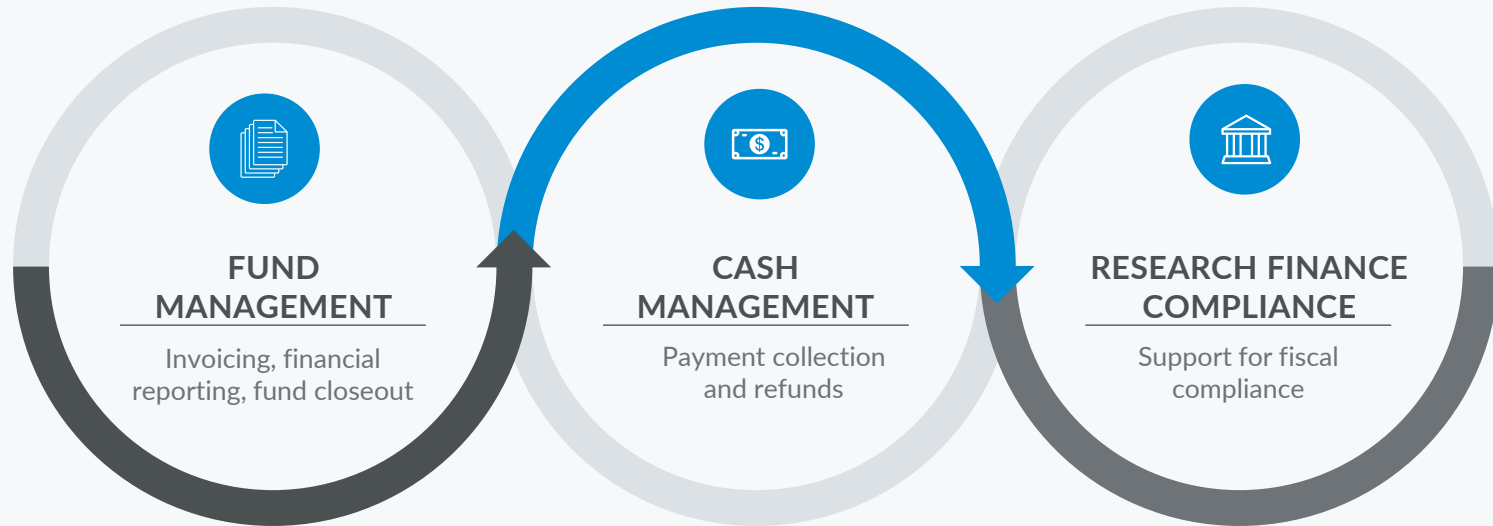 FUND
MANAGEMENT
Invoicing, financial
reporting, fund closeout
$
CASH
MANAGEMENT
Payment collection
and refunds
RESEARCH FINANCE
COMPLIANCE
Support for fiscal
compliance